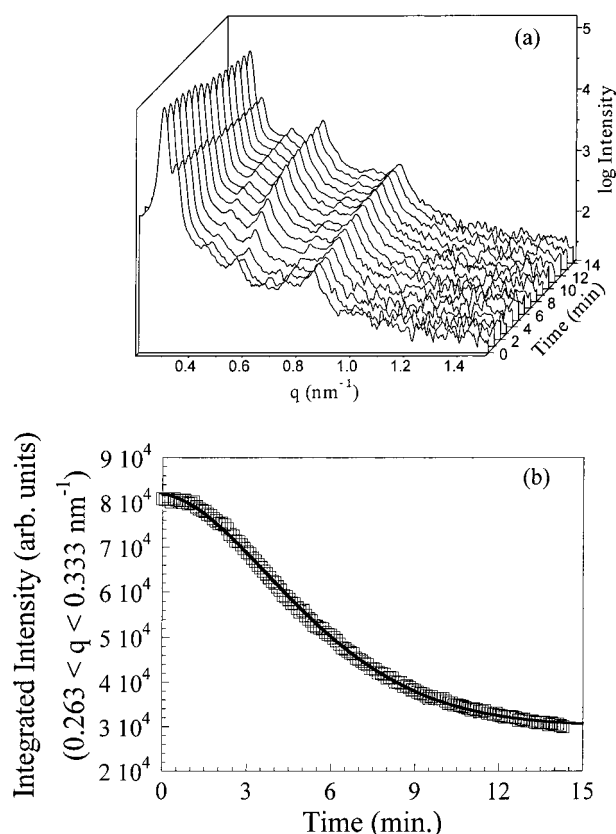 (a)
5
4
3
2
log Intensity
14
12
10
8
6
4
2
0
Time (min)
0.4 0.6 0.8 1.0 1.2 1.4
q (nm⁻¹)
(b)
Integrated Intensity (arb. units)
(0.263 < q < 0.333 nm⁻¹)
9 10⁴
8 10⁴
7 10⁴
6 10⁴
5 10⁴
4 10⁴
3 10⁴
2 10⁴
0 3 6 9 12 15
Time (min.)